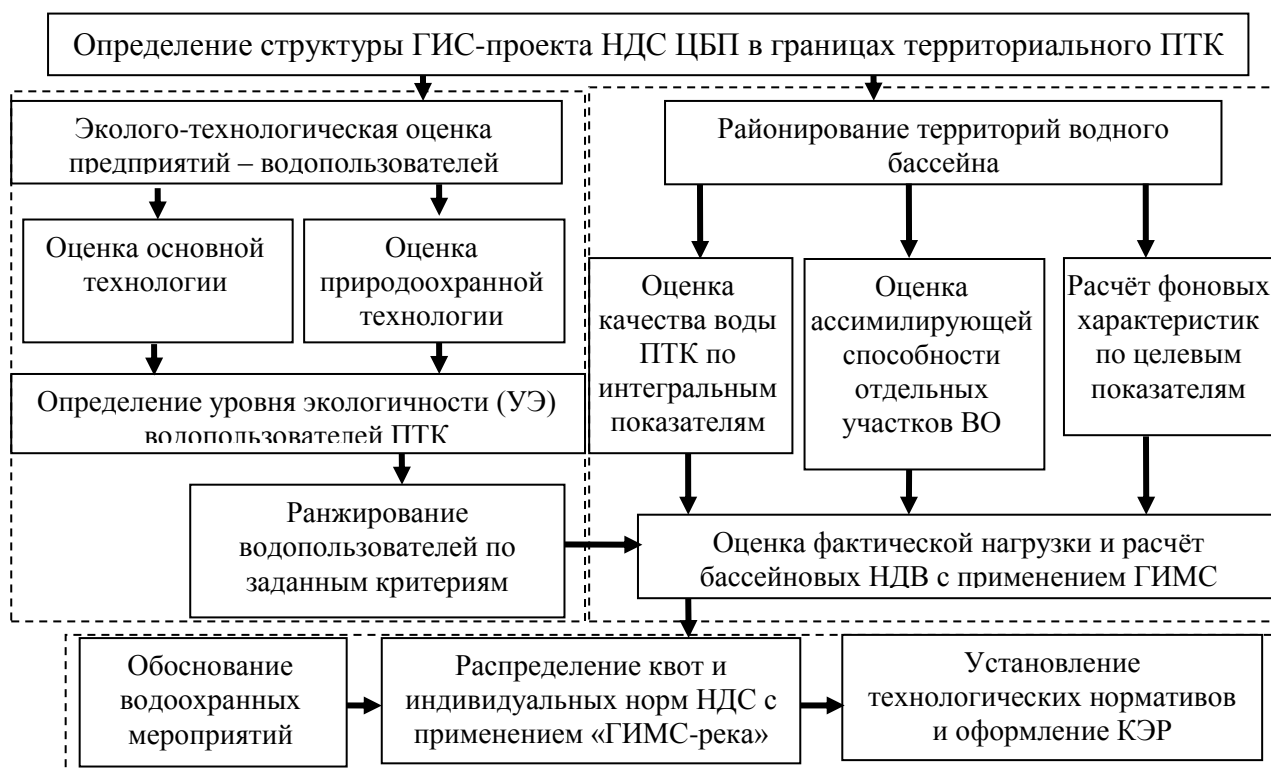 Определение структуры ГИС-проекта НДС ЦБП в границах территориального ПТК
Эколого-технологическая оценка
предприятий – водопользователей
Районирование территорий водного
бассейна
Оценка основной
технологии
Оценка
природоохранной
технологии
Оценка
качества воды
ПТК по
интегральным
показателям
Оценка
ассимилирующей
способности
отдельных
участков ВО
Расчёт фоновых
характеристик
по целевым
показателям
Определение уровня экологичности (УЭ)
водопользователей ПТК
Ранжирование
водопользователей по
заданным критериям
Оценка фактической нагрузки и расчёт
бассейновых НДВ с применением ГИМС
Обоснование
водоохранных
мероприятий
Распределение квот и
индивидуальных норм НДС с
применением «ГИМС-река»
Установление
технологических нормативов
и оформление КЭР